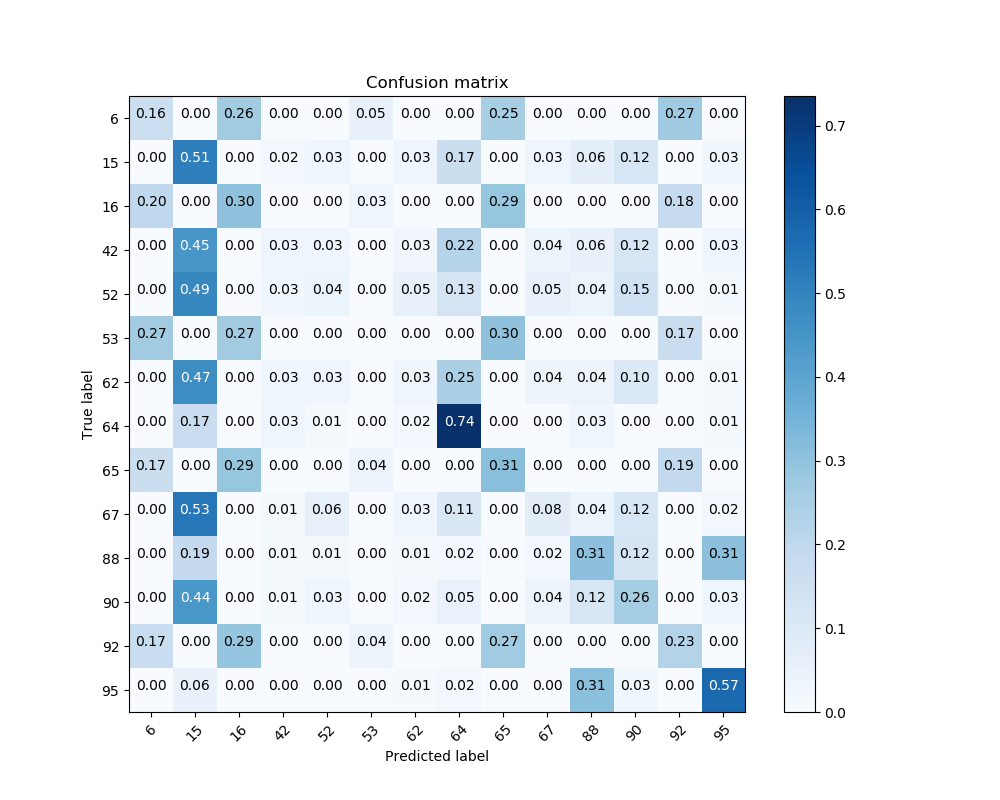 Confusion matrix
6 0.16 0.00 0.26 0.00 0.00 0.05 0.00 0.00 0.25 0.00 0.00 0.00 0.27 0.00
15 0.00 0.51 0.00 0.02 0.03 0.00 0.03 0.17 0.00 0.03 0.06 0.12 0.00 0.03
16 0.20 0.00 0.30 0.00 0.00 0.03 0.00 0.00 0.29 0.00 0.00 0.00 0.18 0.00
42 0.00 0.45 0.00 0.03 0.03 0.00 0.03 0.22 0.00 0.04 0.06 0.12 0.00 0.03
52 0.00 0.49 0.00 0.03 0.04 0.00 0.05 0.13 0.00 0.05 0.04 0.15 0.00 0.01
53 0.27 0.00 0.27 0.00 0.00 0.00 0.00 0.00 0.30 0.00 0.00 0.00 0.17 0.00
62 0.00 0.47 0.00 0.03 0.03 0.00 0.03 0.25 0.00 0.04 0.04 0.10 0.00 0.01
64 0.00 0.17 0.00 0.03 0.01 0.00 0.02 0.74 0.00 0.00 0.03 0.00 0.00 0.01
65 0.17 0.00 0.29 0.00 0.00 0.04 0.00 0.00 0.31 0.00 0.00 0.00 0.19 0.00
67 0.00 0.53 0.00 0.01 0.06 0.00 0.03 0.11 0.00 0.08 0.04 0.12 0.00 0.02
88 0.00 0.19 0.00 0.01 0.01 0.00 0.01 0.02 0.00 0.02 0.31 0.12 0.00 0.31
90 0.00 0.44 0.00 0.01 0.03 0.00 0.02 0.05 0.00 0.04 0.12 0.26 0.00 0.03
92 0.17 0.00 0.29 0.00 0.00 0.04 0.00 0.00 0.27 0.00 0.00 0.00 0.23 0.00
95 0.00 0.06 0.00 0.00 0.00 0.00 0.01 0.02 0.00 0.00 0.31 0.03 0.00 0.57
6 15 16 42 52 53 62 64 65 67 88 90 92 95
Predicted label
True label
0.7
0.6
0.5
0.4
0.3
0.2
0.1
0.0